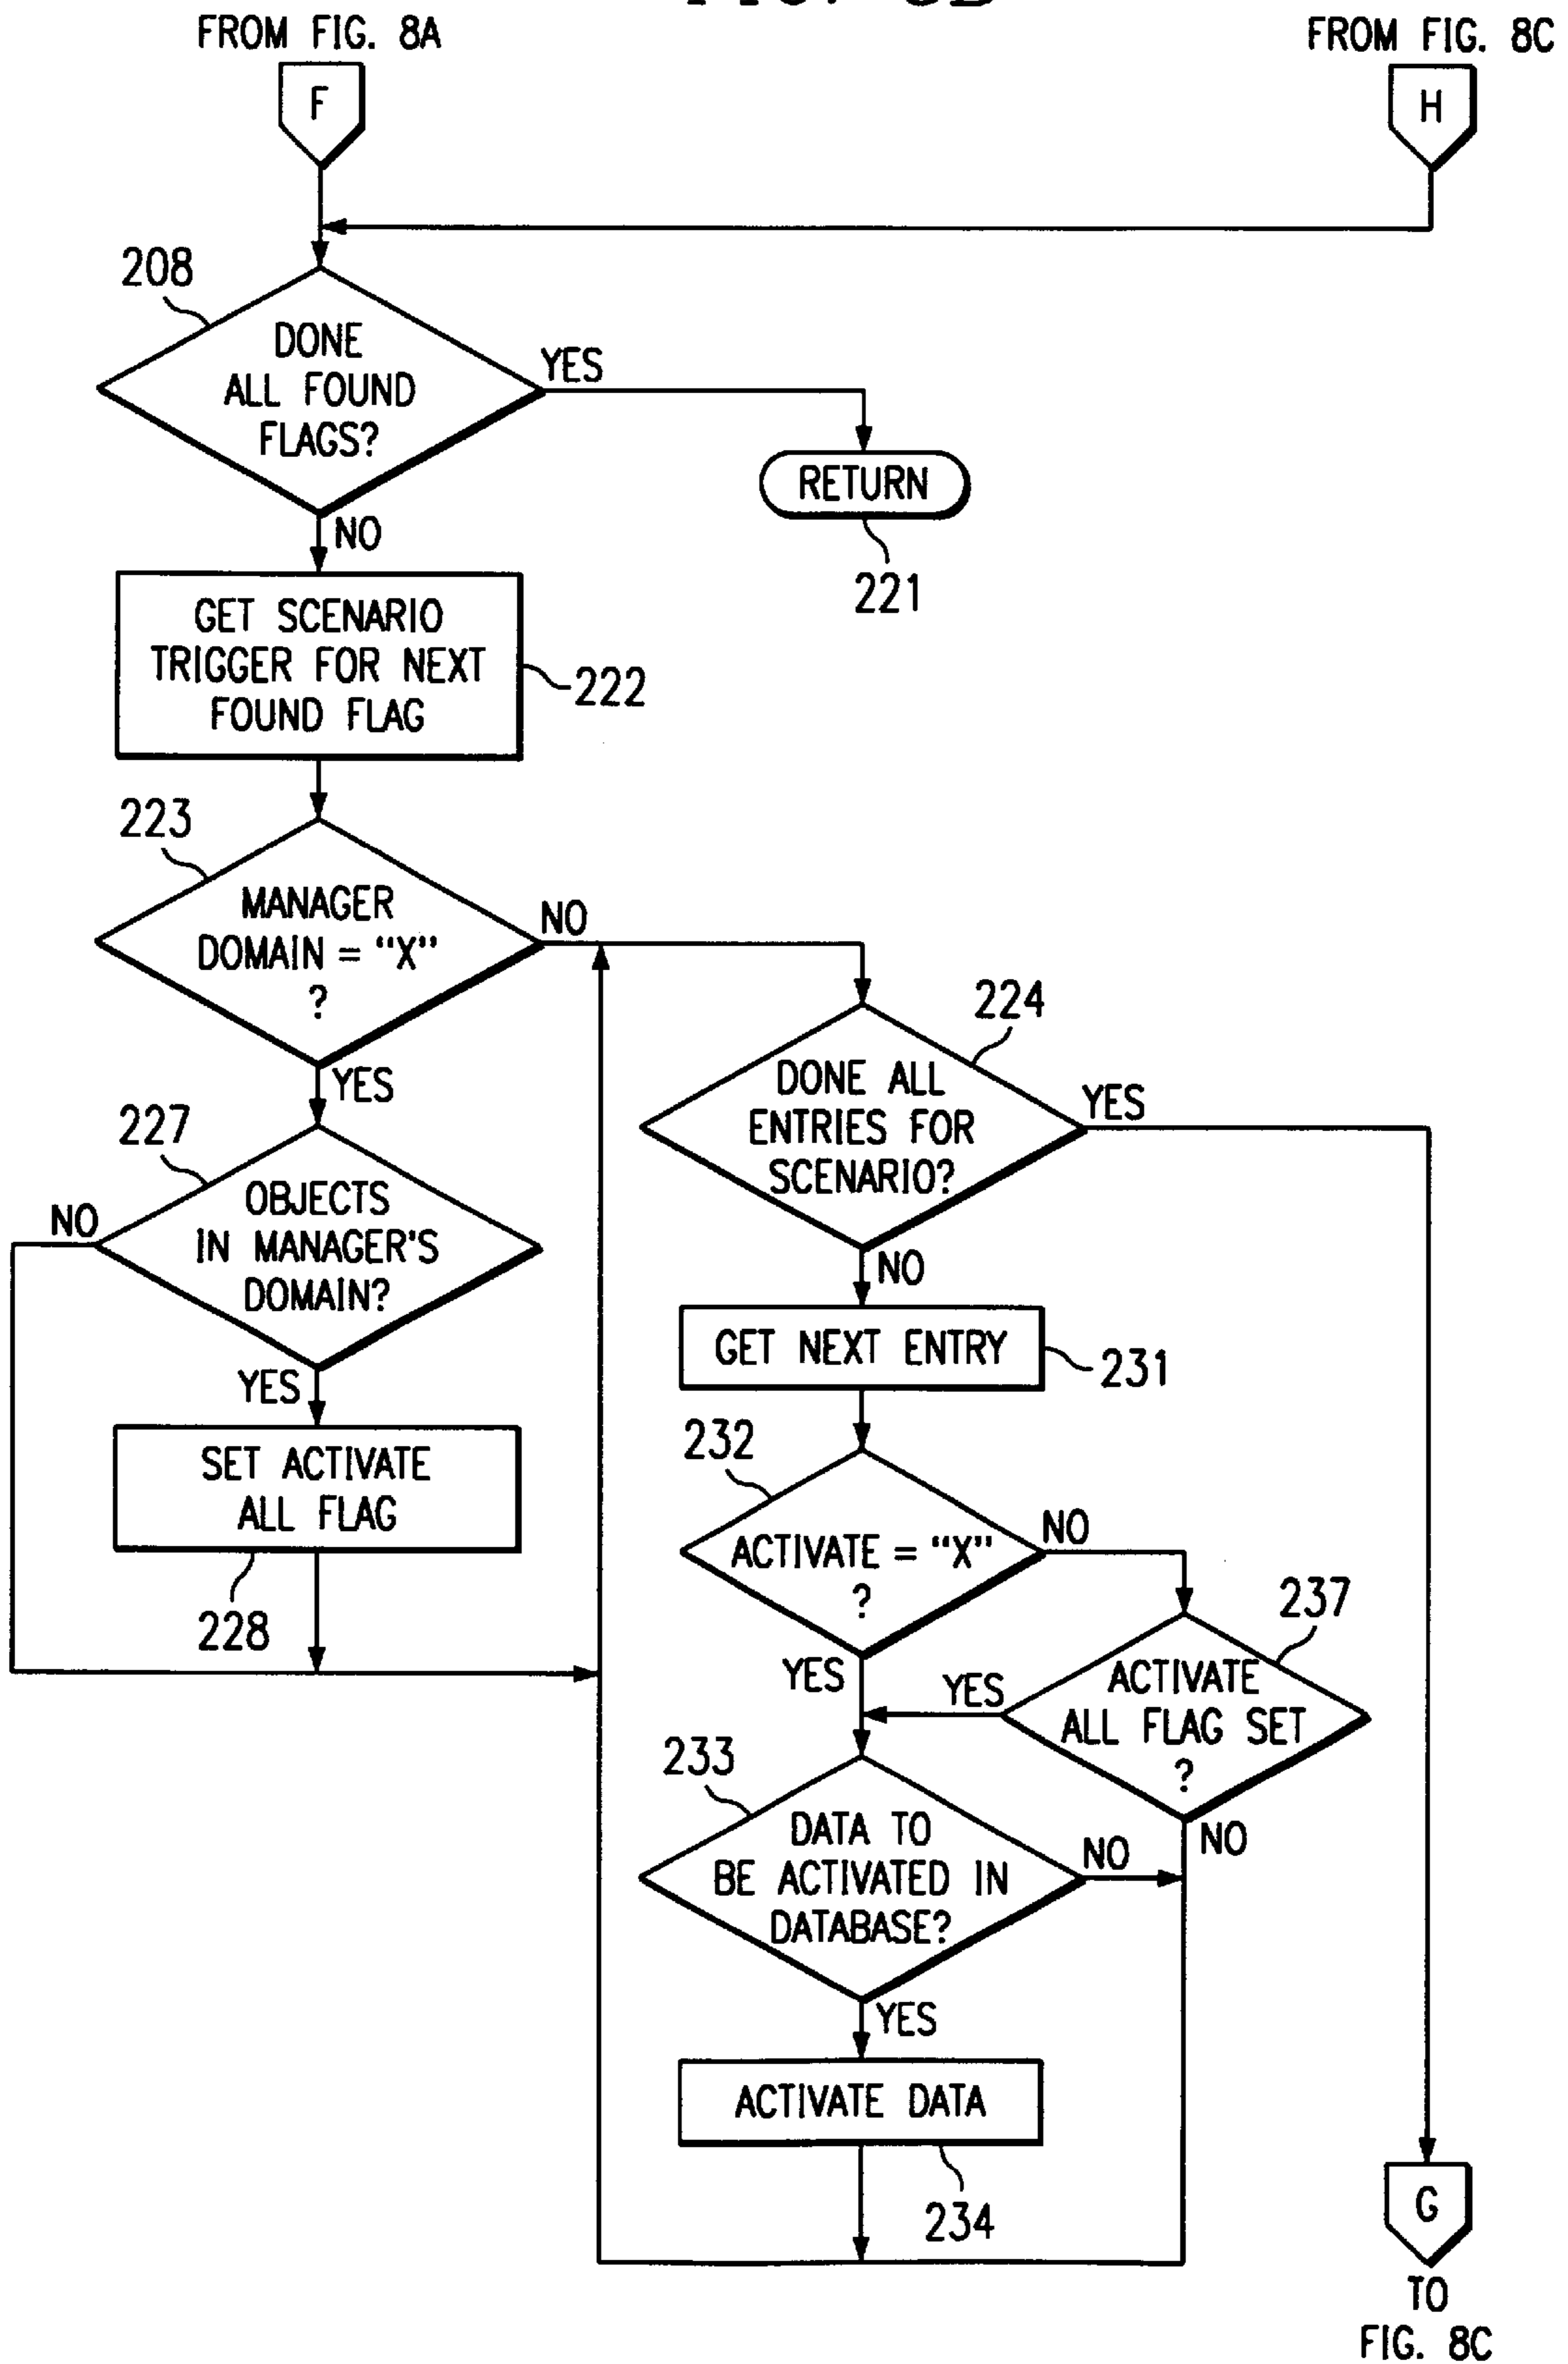 FROM FIG. 8A
FROM FIG. 8C
F
H
208
DONE
ALL FOUND
FLAGS?
YES
RETURN
221
NO
GET SCENARIO
TRIGGER FOR NEXT
FOUND FLAG
222
223
MANAGER
DOMAIN = "X"
?
NO
YES
224
DONE ALL
ENTRIES FOR
SCENARIO?
YES
NO
227
OBJECTS
IN MANAGER'S
DOMAIN?
NO
YES
SET ACTIVATE
ALL FLAG
228
GET NEXT ENTRY
231
232
ACTIVATE = "X"
?
NO
YES
237
ACTIVATE
ALL FLAG SET
?
YES
NO
233
DATA TO
BE ACTIVATED IN
DATABASE?
NO
YES
ACTIVATE DATA
234
G
TO
FIG. 8C